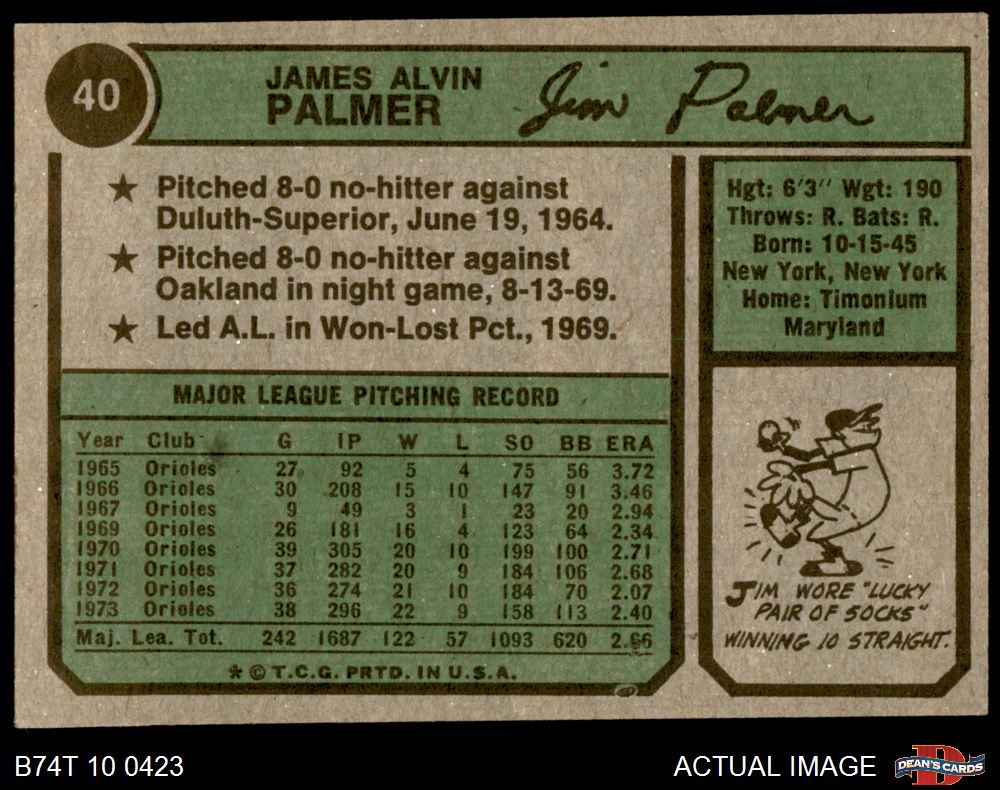 40
JAMES ALVIN
PALMER
Jim Palmer
★ Pitched 8-0 no-hitter against
Duluth-Superior, June 19, 1964.
★ Pitched 8-0 no-hitter against
Oakland in night game, 8-13-69.
★ Led A.L. in Won-Lost Pct., 1969.
Hgt: 6'3" Wgt: 190
Throws: R. Bats: R.
Born: 10-15-45
New York, New York
Home: Timonium
Maryland
MAJOR LEAGUE PITCHING RECORD
Year Club G IP W L SO BB ERA
1965 Orioles 27 92 5 4 75 56 3.72
1966 Orioles 30 208 15 10 147 91 3.46
1967 Orioles 9 49 3 1 23 20 2.94
1969 Orioles 26 181 16 4 123 64 2.34
1970 Orioles 39 305 20 10 199 100 2.71
1971 Orioles 37 282 20 9 184 106 2.68
1972 Orioles 36 274 21 10 184 70 2.07
1973 Orioles 38 296 22 9 158 113 2.40
Maj. Lea. Tot. 242 1687 122 57 1093 620 2.66
* © T.C.G. PRTD. IN U.S.A.
JIM WORE "LUCKY
PAIR OF SOCKS"
WINNING 10 STRAIGHT.
B74T 10 0423
ACTUAL IMAGE
DEAN'S CARDS